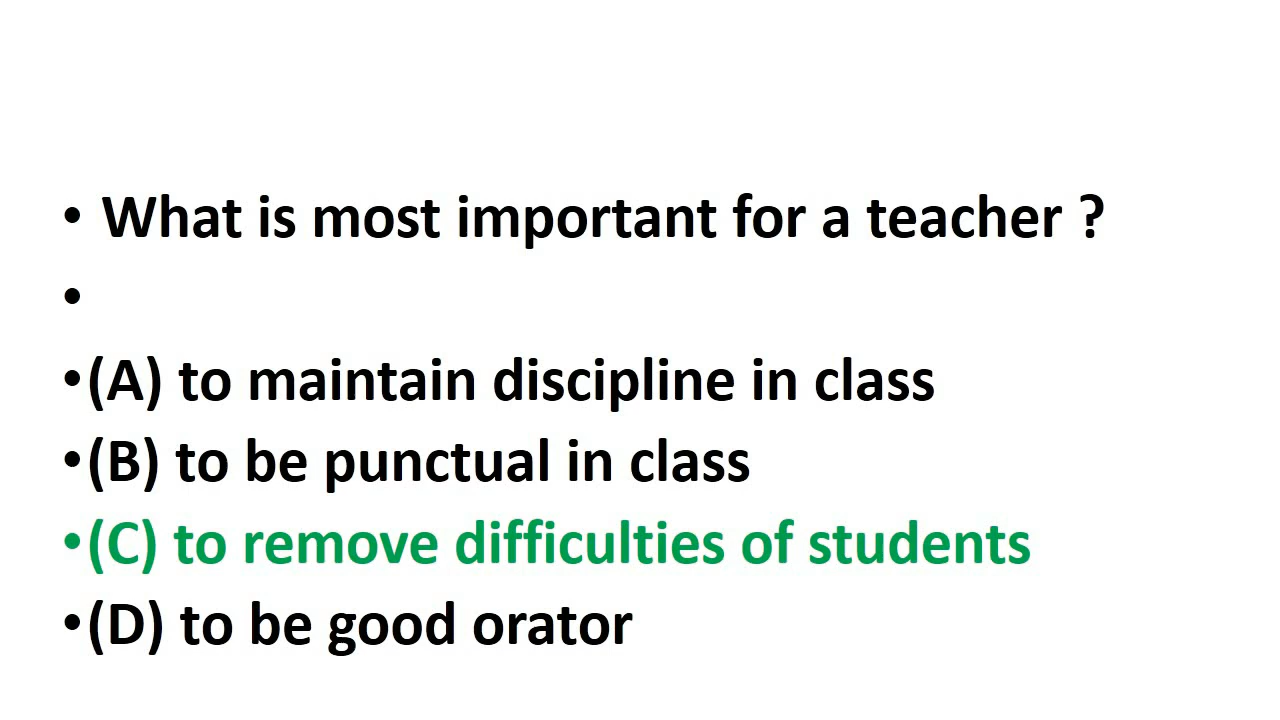 • What is most important for a teacher ?
•
•(A) to maintain discipline in class
•(B) to be punctual in class
•(C) to remove difficulties of students
•(D) to be good orator